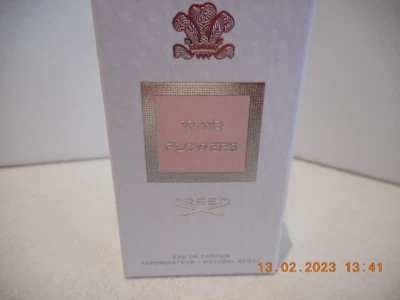 WIND
FLOWERS
CREED
EAU DE PARFUM
VAPORISATEUR - NATURAL SPRAY
13.02.2023 13:41